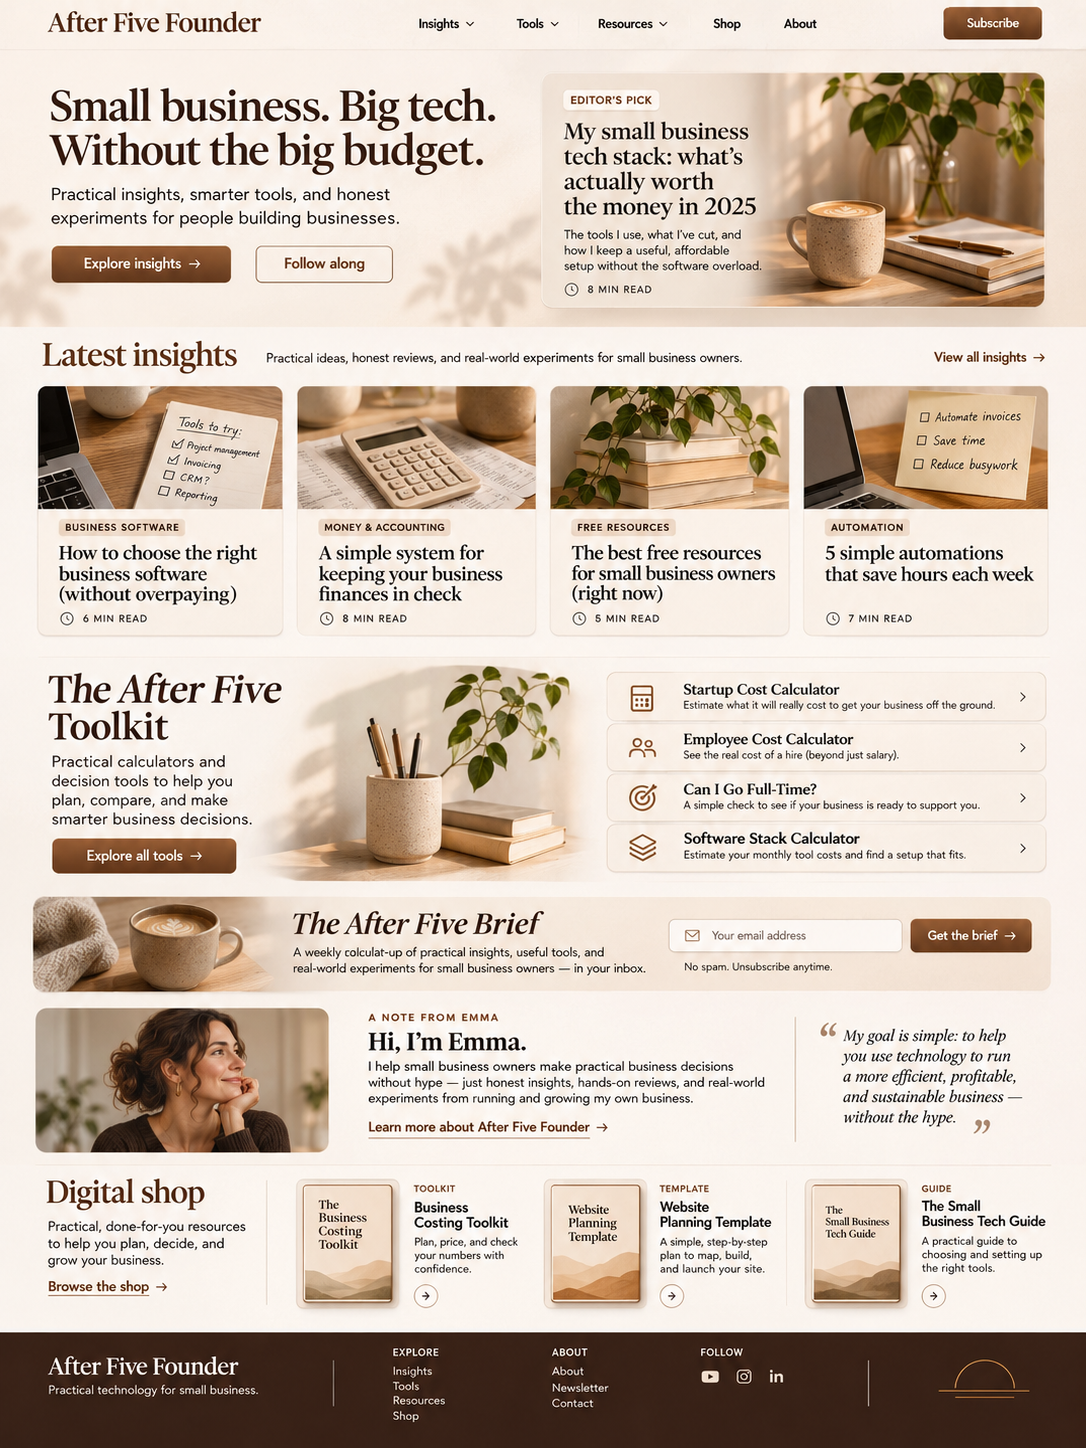 After Five Founder
Insights
Tools
Resources
Shop
About
Subscribe
Small business. Big tech.
Without the big budget.
Practical insights, smarter tools, and honest
experiments for people building businesses.
Explore insights →
Follow along
EDITOR'S PICK
My small business
tech stack: what's
actually worth
the money in 2025
The tools I use, what I've cut, and
how I keep a useful, affordable
setup without the software overload.
8 MIN READ
Latest insights
Practical ideas, honest reviews, and real-world experiments for small business owners.
View all insights →
Tools to try:
Project management
Invoicing
CRM?
Reporting
BUSINESS SOFTWARE
How to choose the right
business software
(without overpaying)
6 MIN READ
MONEY & ACCOUNTING
A simple system for
keeping your business
finances in check
8 MIN READ
FREE RESOURCES
The best free resources
for small business owners
(right now)
5 MIN READ
Automate invoices
Save time
Reduce busywork
AUTOMATION
5 simple automations
that save hours each week
7 MIN READ
The After Five
Toolkit
Practical calculators and
decision tools to help you
plan, compare, and make
smarter business decisions.
Explore all tools →
Startup Cost Calculator
Estimate what it will really cost to get your business off the ground.
Employee Cost Calculator
See the real cost of a hire (beyond just salary).
Can I Go Full-Time?
A simple check to see if your business is ready to support you.
Software Stack Calculator
Estimate your monthly tool costs and find a setup that fits.
The After Five Brief
A weekly calculat-up of practical insights, useful tools, and
real-world experiments for small business owners — in your inbox.
Your email address
Get the brief →
No spam. Unsubscribe anytime.
A NOTE FROM EMMA
Hi, I'm Emma.
I help small business owners make practical business decisions
without hype — just honest insights, hands-on reviews, and real-world
experiments from running and growing my own business.
Learn more about After Five Founder →
“ My goal is simple: to help
you use technology to run
a more efficient, profitable,
and sustainable business —
without the hype. ”
Digital shop
Practical, done-for-you resources
to help you plan, decide, and
grow your business.
Browse the shop →
The
Business
Costing
Toolkit
TOOLKIT
Business
Costing Toolkit
Plan, price, and check
your numbers with
confidence.
Website
Planning
Template
TEMPLATE
Website
Planning Template
A simple, step-by-step
plan to map, build,
and launch your site.
The
Small Business
Tech Guide
GUIDE
The Small
Business Tech Guide
A practical guide to
choosing and setting up
the right tools.
After Five Founder
Practical technology for small business.
EXPLORE
Insights
Tools
Resources
Shop
ABOUT
About
Newsletter
Contact
FOLLOW
in